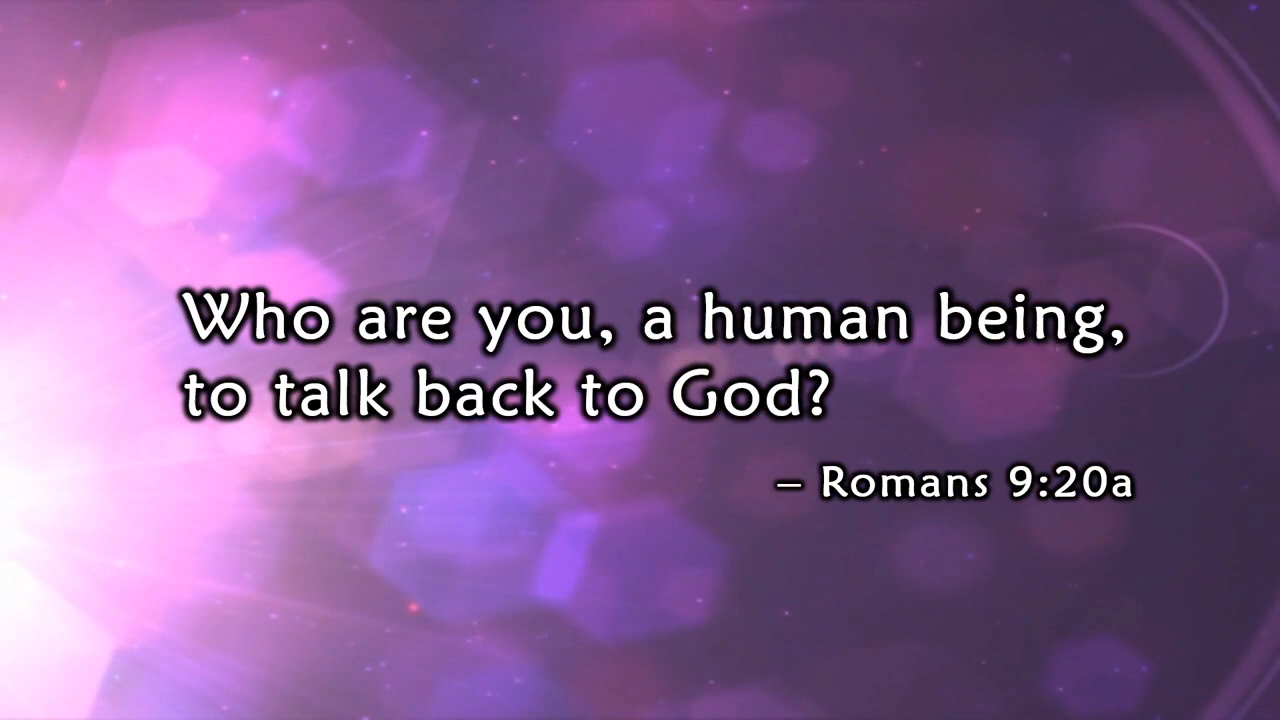 Who are you, a human being,
to talk back to God?
– Romans 9:20a